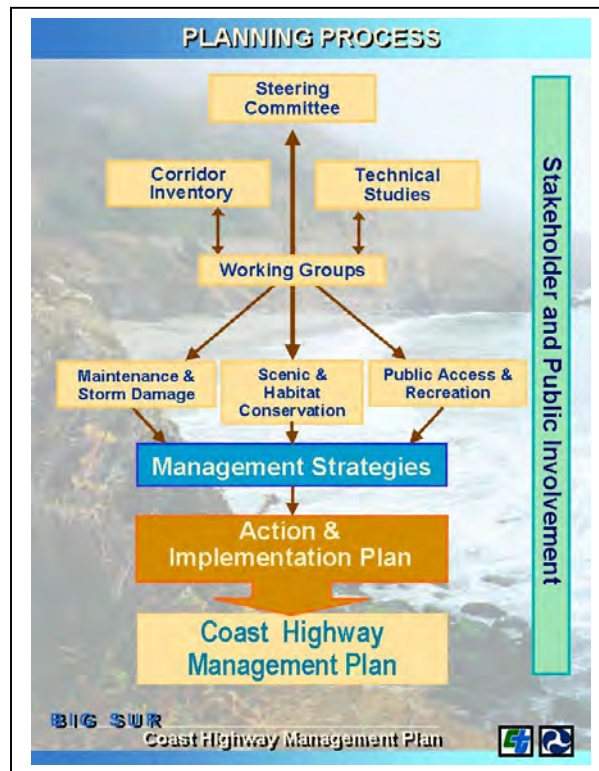 PLANNING PROCESS
Steering
Committee
Corridor
Inventory
Technical
Studies
Working Groups
Maintenance &
Storm Damage
Scenic &
Habitat
Conservation
Public Access &
Recreation
Management Strategies
Action &
Implementation Plan
Coast Highway
Management Plan
Stakeholder and Public Involvement
BIG SUR
Coast Highway Management Plan